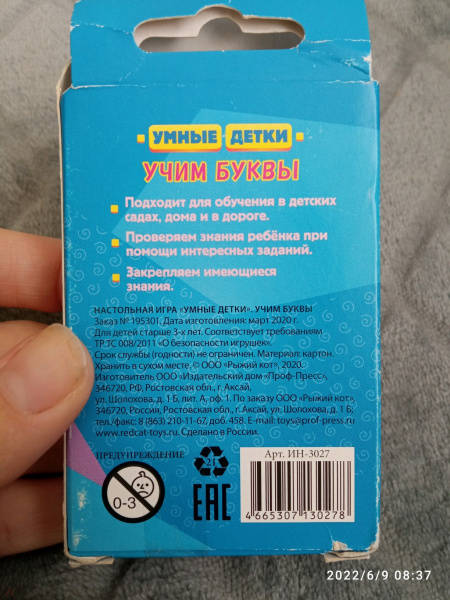 УМНЫЕ ДЕТКИ
УЧИМ БУКВЫ
Подходит для обучения в детских
садах, дома и в дороге.
Проверяем знания ребёнка при
помощи интересных заданий.
Закрепляем имеющиеся
знания.
НАСТОЛЬНАЯ ИГРА «УМНЫЕ ДЕТКИ». УЧИМ БУКВЫ
Заказ № 195301. Дата изготовления: март 2020 г.
Для детей старше 3-х лет. Соответствует требованиям
ТР ТС 008/2011 «О безопасности игрушек».
Срок службы (годности) не ограничен. Материал: картон.
Хранить в сухом месте. © ООО «Рыжий кот», 2020.
Изготовитель: ООО «Издательский дом «Проф-Пресс»,
346720, РФ, Ростовская обл., г. Аксай,
ул. Шолохова, д. 1 Б, лит. А, оф. 1. По заказу ООО «Рыжий кот»,
346720, Россия, Ростовская обл., г. Аксай, ул. Шолохова, д. 1 Б;
тел./факс: 8 (863) 210-11-67, доб. 458. E-mail: toys@prof-press.ru
www.redcat-toys.ru. Сделано в России.
ПРЕДУПРЕЖДЕНИЕ
0-3
21
ЕАС
Арт. ИН-3027
4 665307 130278
2022/6/9 08:37